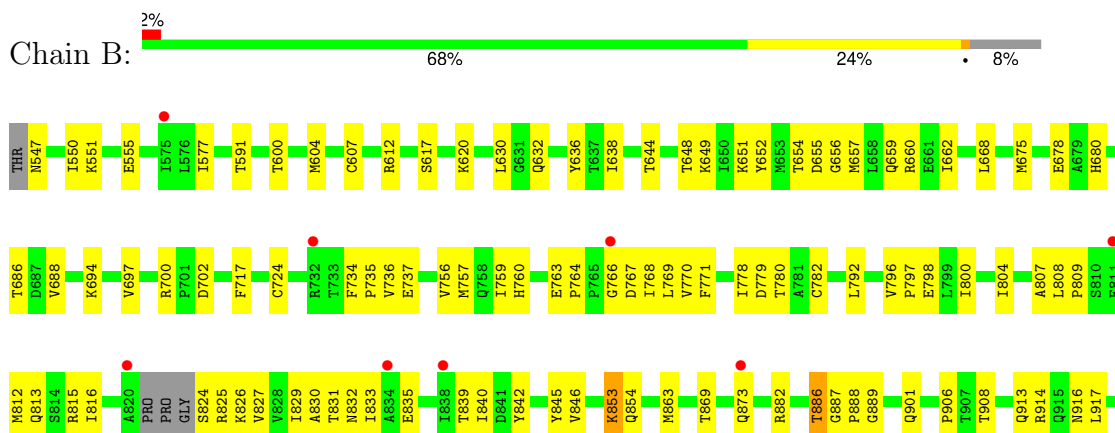 2%
Chain B:
68% 24% • 8%
THR N547 I550 K551 E555 I575 L576 I577 T591 T600 M604 C607 R612 S617 K620 L630 G631 Q632 Y636 T637 I638 T644 T648 K649 I650 K651 Y652 M653 T654 D655 G656 M657 L658 Q659 R660 E661 I662 L668 M675 E678 A679 H680
T686 D687 V688 K694 V697 R700 P701 D702 F717 C724 R732 T733 F734 P735 V736 E737 V756 M757 Q758 I759 H760 E763 P764 P765 G766 D767 I768 L769 V770 F771 I778 D779 T780 A781 C782 L792 V796 P797 E798 L799 I800 I804 A807 L808 P809 S810 E811
M812 Q813 S814 R815 I816 A820 PRO PRO GLY S824 R825 K826 V827 V828 I829 A830 T831 N832 I833 A834 E835 I838 T839 I840 D841 Y842 Y845 V846 K853 Q854 M863 T869 Q873 R882 T886 G887 P888 G889 Q901 P906 T907 T908 Q913 R914 Q915 N916 L917